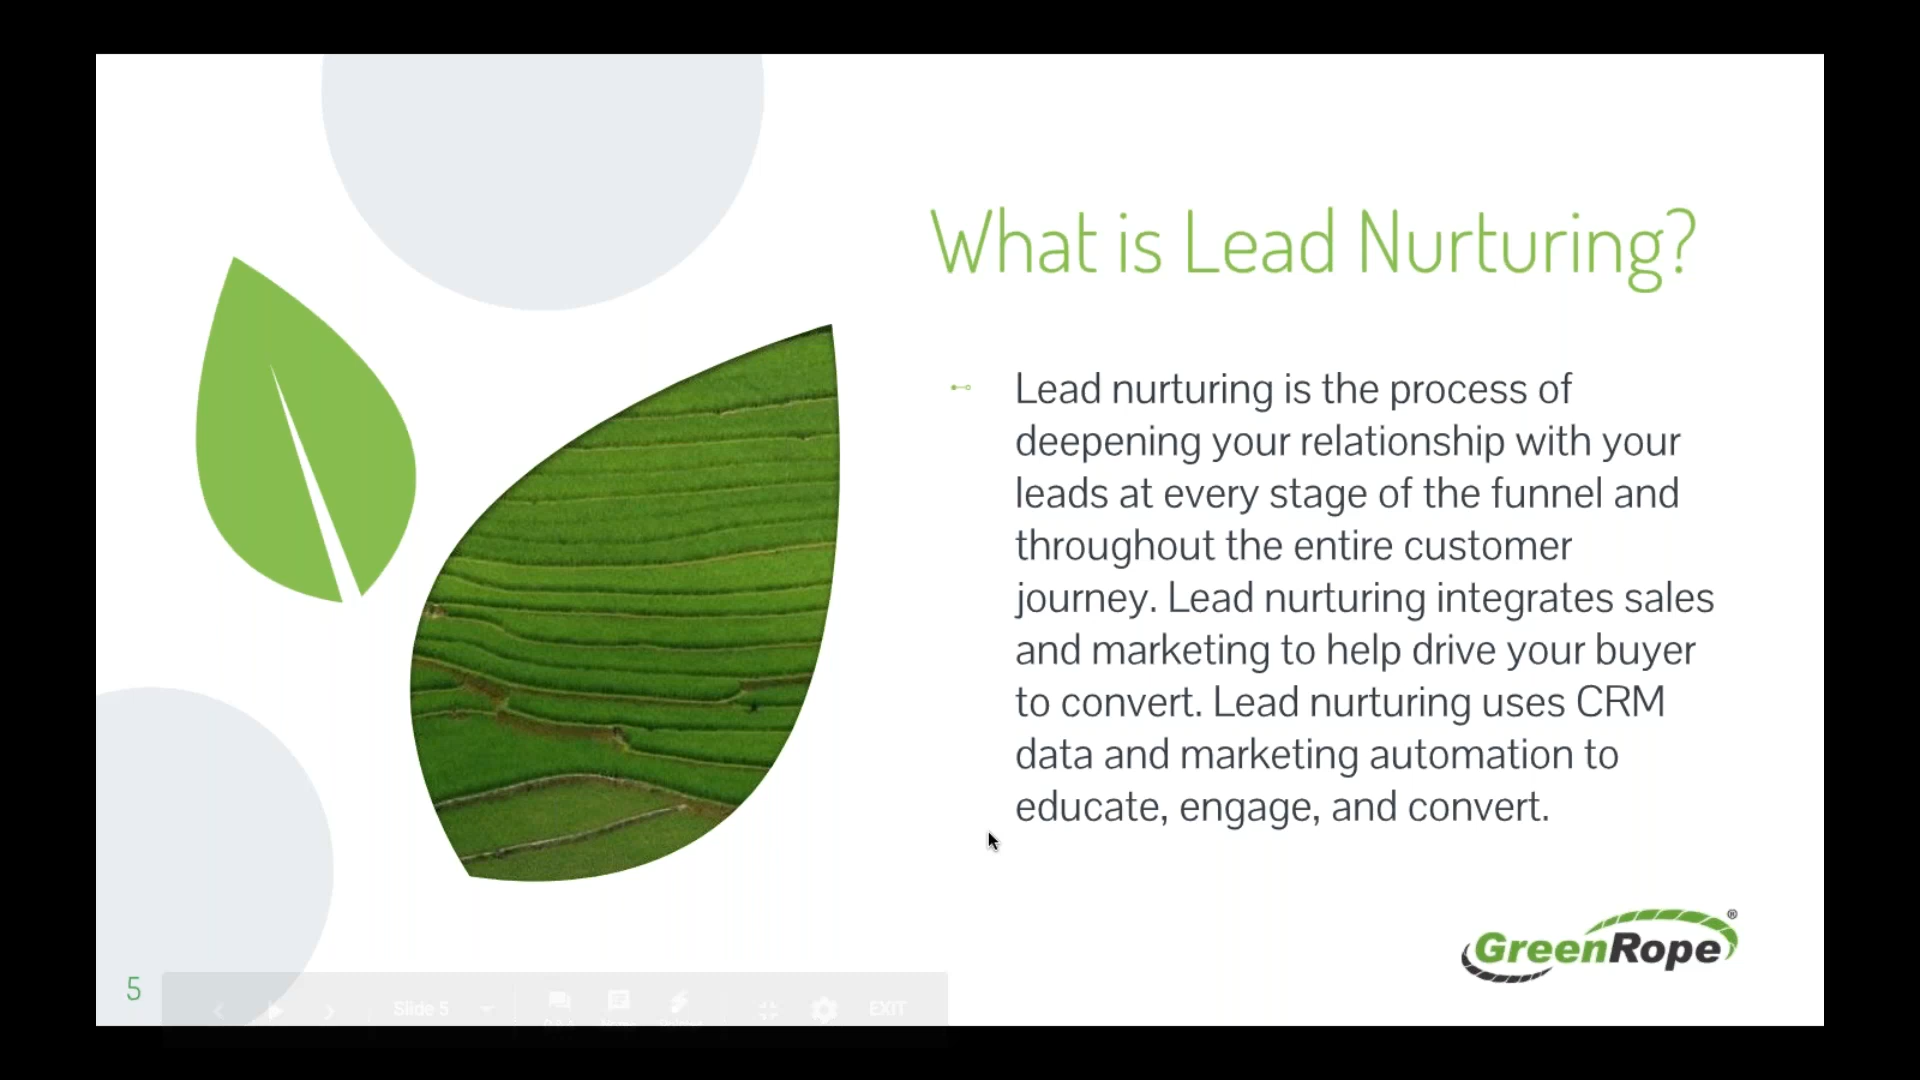 What is Lead Nurturing?
Lead nurturing is the process of
deepening your relationship with your
leads at every stage of the funnel and
throughout the entire customer
journey. Lead nurturing integrates sales
and marketing to help drive your buyer
to convert. Lead nurturing uses CRM
data and marketing automation to
educate, engage, and convert.
GreenRope®
5
Slide 5
EXIT